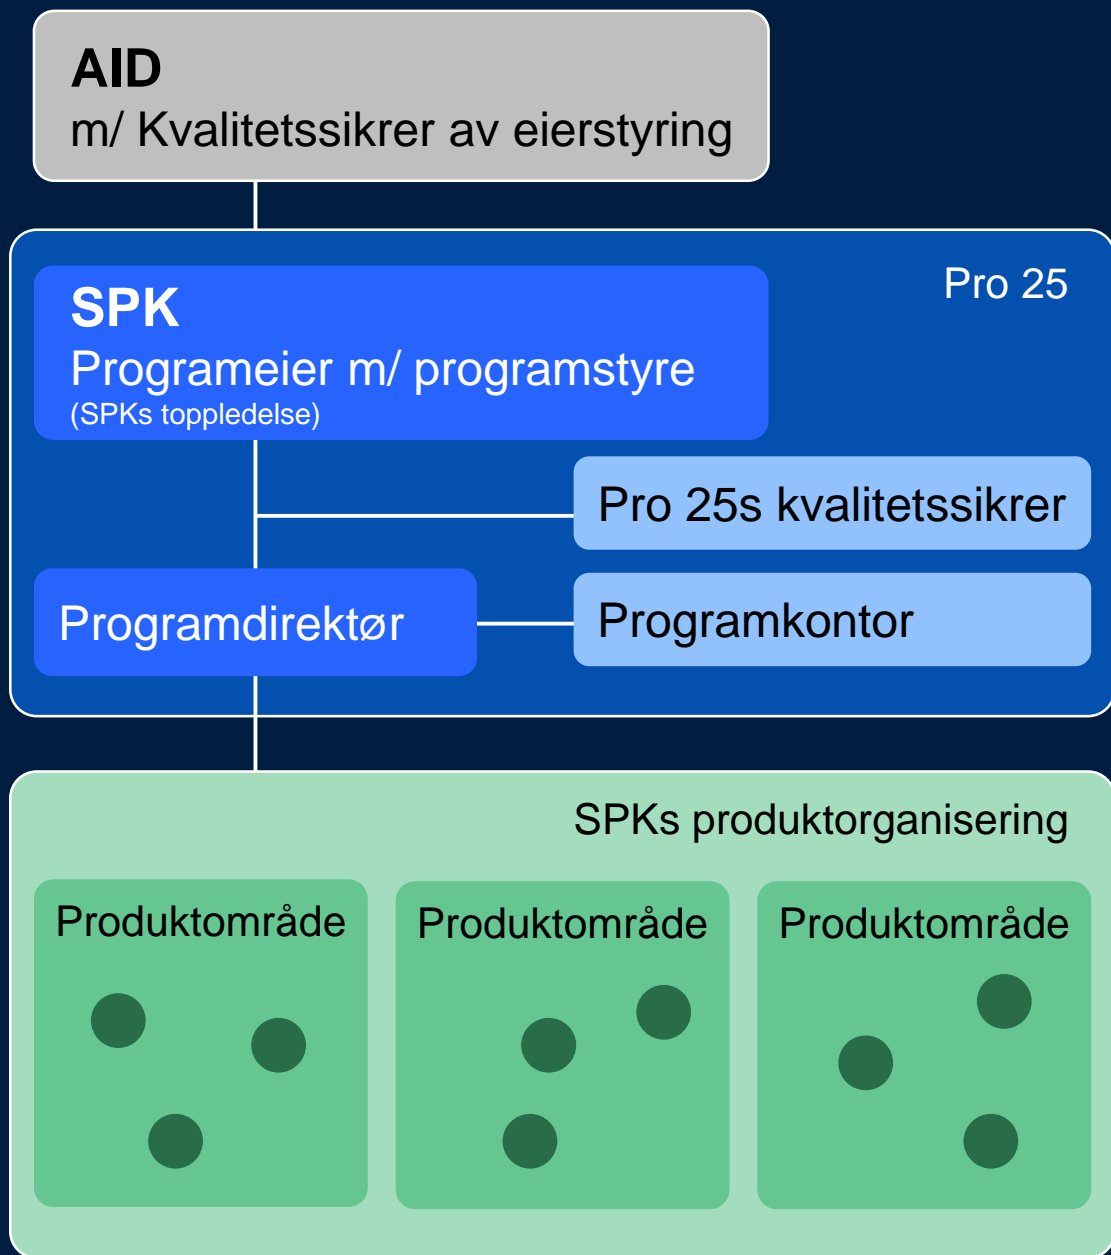 AID
m/ Kvalitetssikrer av eierstyring
Pro 25
SPK
Programeier m/ programstyre
(SPKs toppledelse)
Pro 25s kvalitetssikrer
Programdirektør
Programkontor
SPKs produktorganisering
Produktområde
Produktområde
Produktområde